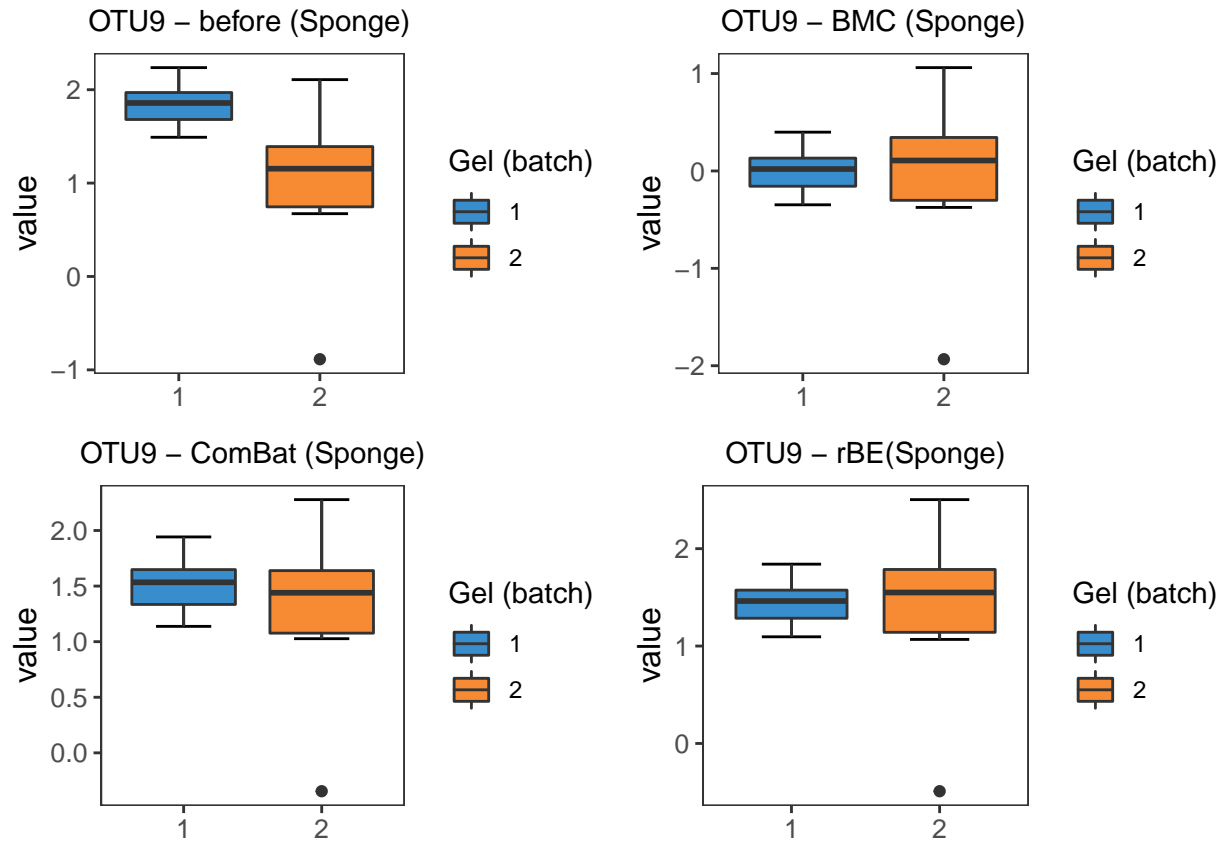 OTU9 – before (Sponge)
value
2
1
0
−1
1
2
Gel (batch)
1
2
OTU9 – BMC (Sponge)
value
1
0
−1
−2
1
2
Gel (batch)
1
2
OTU9 – ComBat (Sponge)
value
2.0
1.5
1.0
0.5
0.0
1
2
Gel (batch)
1
2
OTU9 – rBE(Sponge)
value
2
1
0
1
2
Gel (batch)
1
2